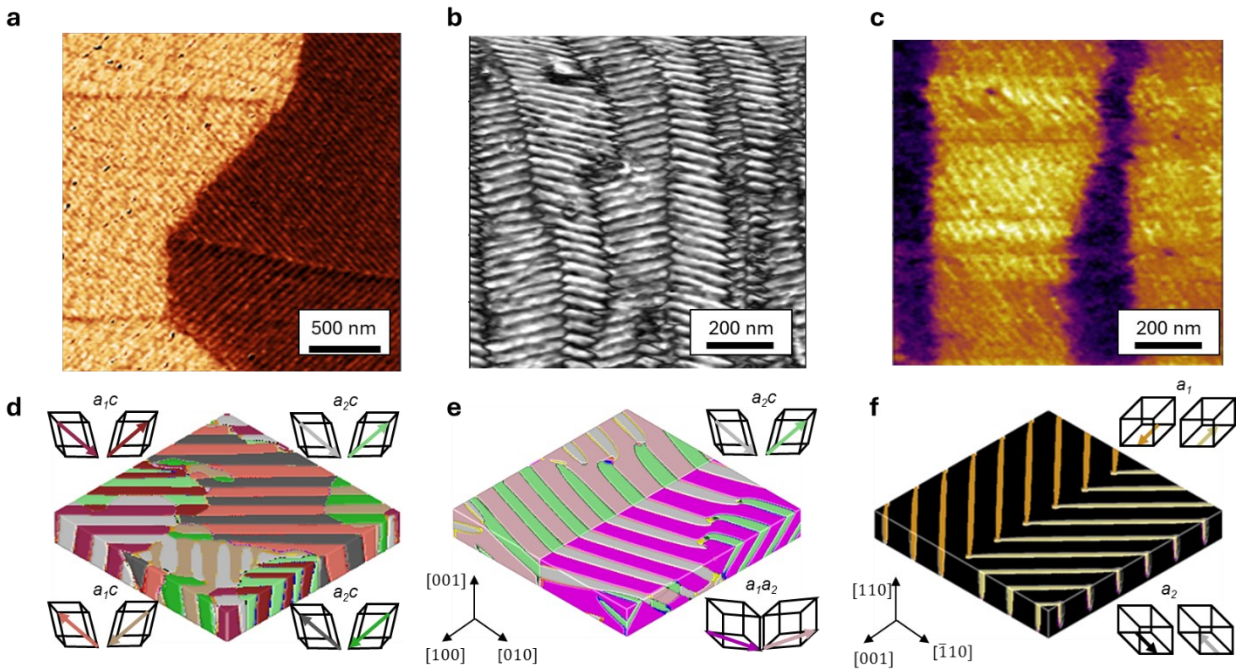 a
b
c
500 nm
200 nm
200 nm
d
a₁c
a₂c
e
a₂c
f
a₁
a₁c
a₂c
[001]
[100]
[010]
a₁a₂
[110]
[001]
[1̄10]
a₂